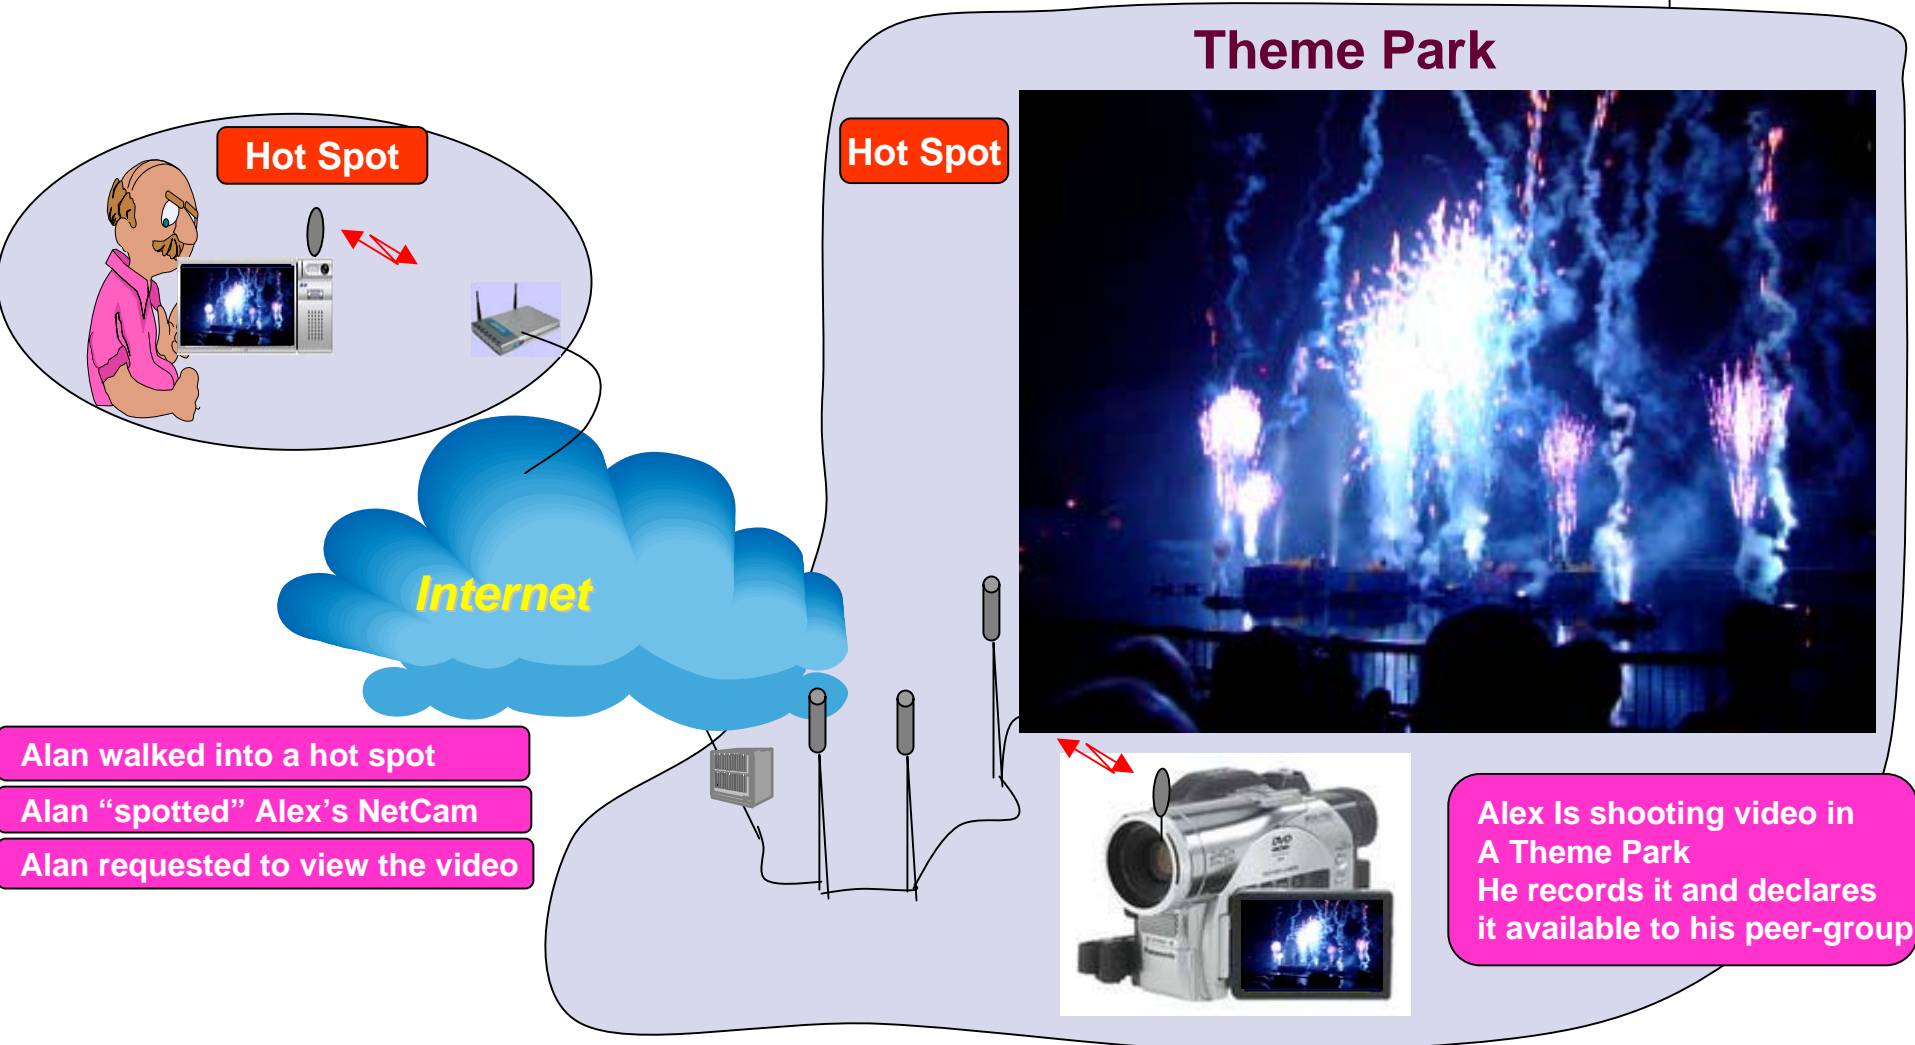 Theme Park
Hot Spot
Hot Spot
Internet
Alan walked into a hot spot
Alan “spotted” Alex’s NetCam
Alan requested to view the video
DVD
Alex Is shooting video in
A Theme Park
He records it and declares
it available to his peer-group